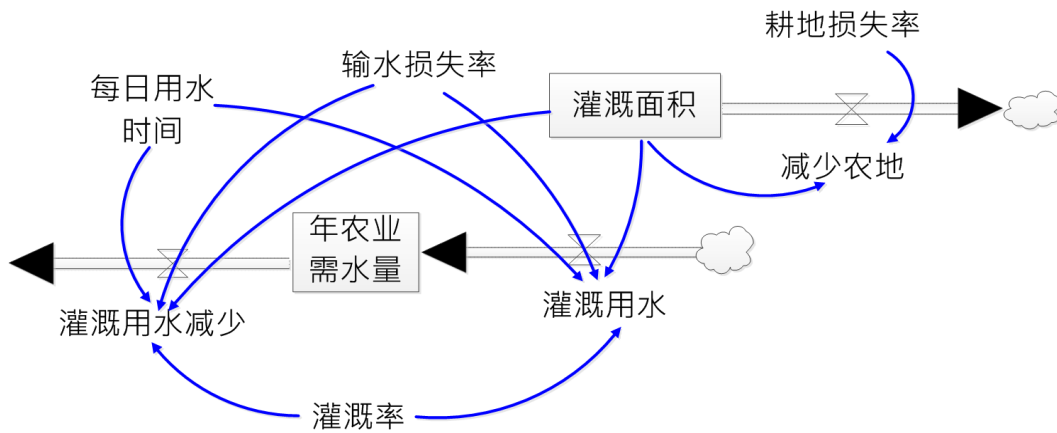 耕地损失率
输水损失率
每日用水
时间
灌溉面积
减少农地
年农业
需水量
灌溉用水
灌溉用水减少
灌溉率